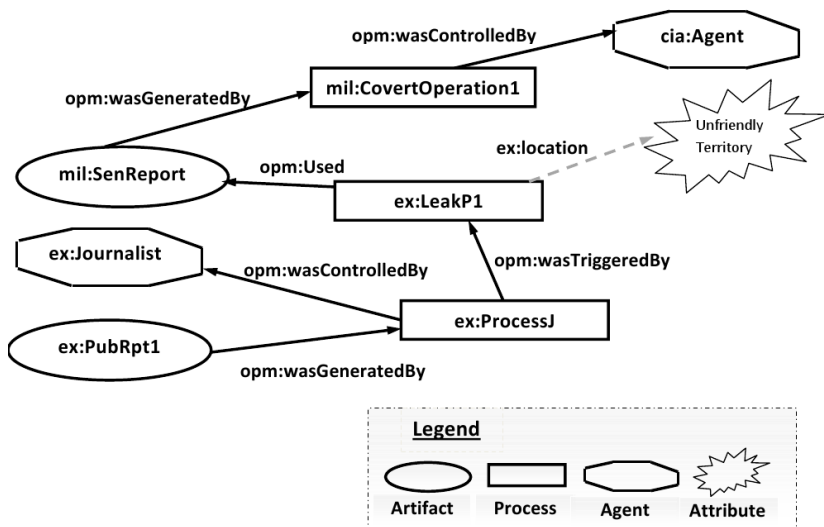 opm:wasControlledBy
cia:Agent
mil:CovertOperation1
opm:wasGeneratedBy
Unfriendly
Territory
ex:location
mil:SenReport
opm:Used
ex:LeakP1
ex:Journalist
opm:wasControlledBy
opm:wasTriggeredBy
ex:ProcessJ
ex:PubRpt1
opm:wasGeneratedBy
Legend
Artifact
Process
Agent
Attribute